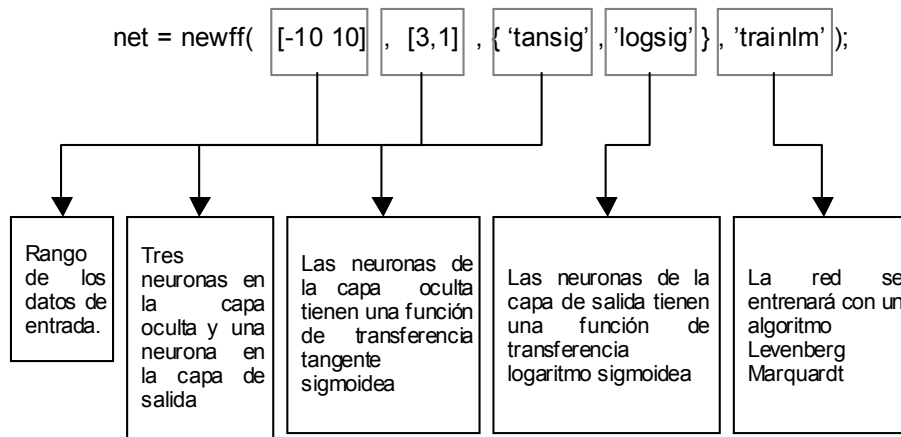 net = newff( [-10 10] , [3,1] , { ‘tansig’ , ’logsig’ } , ’trainlm’ );
Rango
de los
datos de
entrada.
Tres
neuronas en
la capa
oculta y una
neurona en
la capa de
salida
Las neuronas de
la capa oculta
tienen una función
de transferencia
tangente
sigmoidea
Las neuronas de la
capa de salida tienen
una función de
transferencia
logaritmo sigmoidea
La red se
entrenará con un
algoritmo
Levenberg
Marquardt